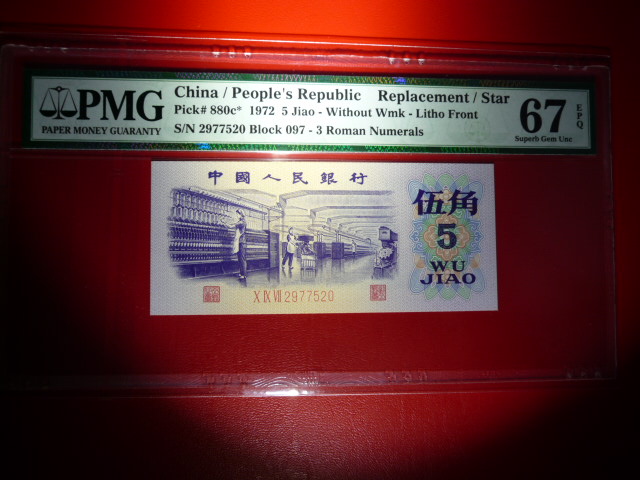 PMG
PAPER MONEY GUARANTY
China / People's Republic Replacement / Star
Pick# 880c* 1972 5 Jiao - Without Wmk - Litho Front
S/N 2977520 Block 097 - 3 Roman Numerals
67 EPQ
Superb Gem Unc
中國人民銀行
伍角
5
WU
JIAO
X IX VII 2977520